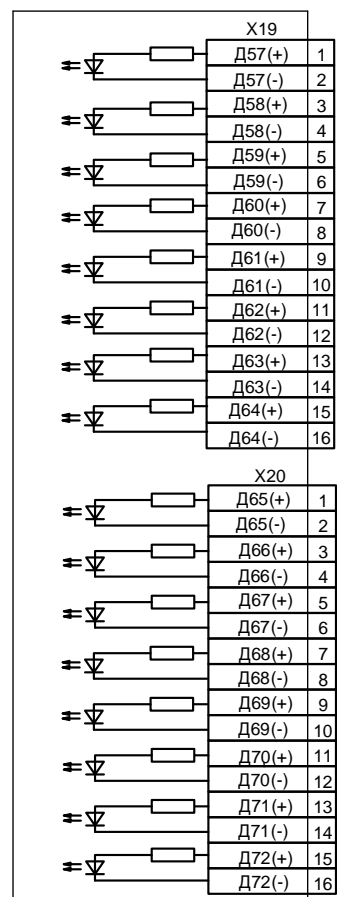 X19
Д57(+) 1
Д57(-) 2
Д58(+) 3
Д58(-) 4
Д59(+) 5
Д59(-) 6
Д60(+) 7
Д60(-) 8
Д61(+) 9
Д61(-) 10
Д62(+) 11
Д62(-) 12
Д63(+) 13
Д63(-) 14
Д64(+) 15
Д64(-) 16
X20
Д65(+) 1
Д65(-) 2
Д66(+) 3
Д66(-) 4
Д67(+) 5
Д67(-) 6
Д68(+) 7
Д68(-) 8
Д69(+) 9
Д69(-) 10
Д70(+) 11
Д70(-) 12
Д71(+) 13
Д71(-) 14
Д72(+) 15
Д72(-) 16